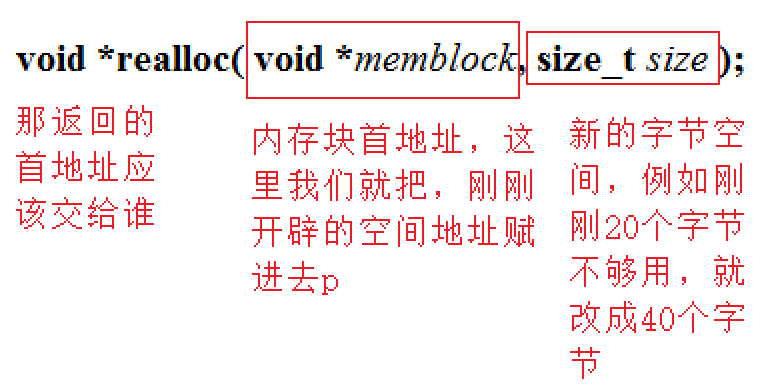 void *realloc( void *memblock, size_t size );
那返回的
首地址应
该交给谁
内存块首地址，这
里我们就把，刚刚
开辟的空间地址赋
进去p
新的字节空
间，例如刚
刚20个字节
不够用，就
改成40个字
节